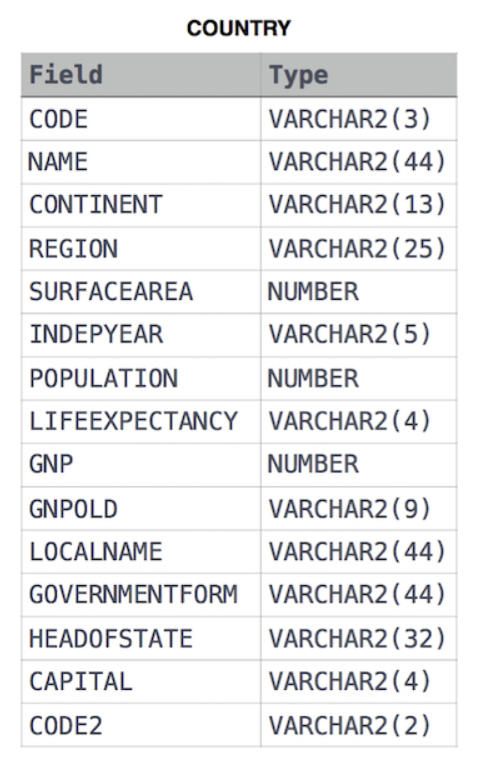 COUNTRY
Field Type
CODE VARCHAR2(3)
NAME VARCHAR2(44)
CONTINENT VARCHAR2(13)
REGION VARCHAR2(25)
SURFACEAREA NUMBER
INDEPYEAR VARCHAR2(5)
POPULATION NUMBER
LIFEEXPECTANCY VARCHAR2(4)
GNP NUMBER
GNPOLD VARCHAR2(9)
LOCALNAME VARCHAR2(44)
GOVERNMENTFORM VARCHAR2(44)
HEADOFSTATE VARCHAR2(32)
CAPITAL VARCHAR2(4)
CODE2 VARCHAR2(2)